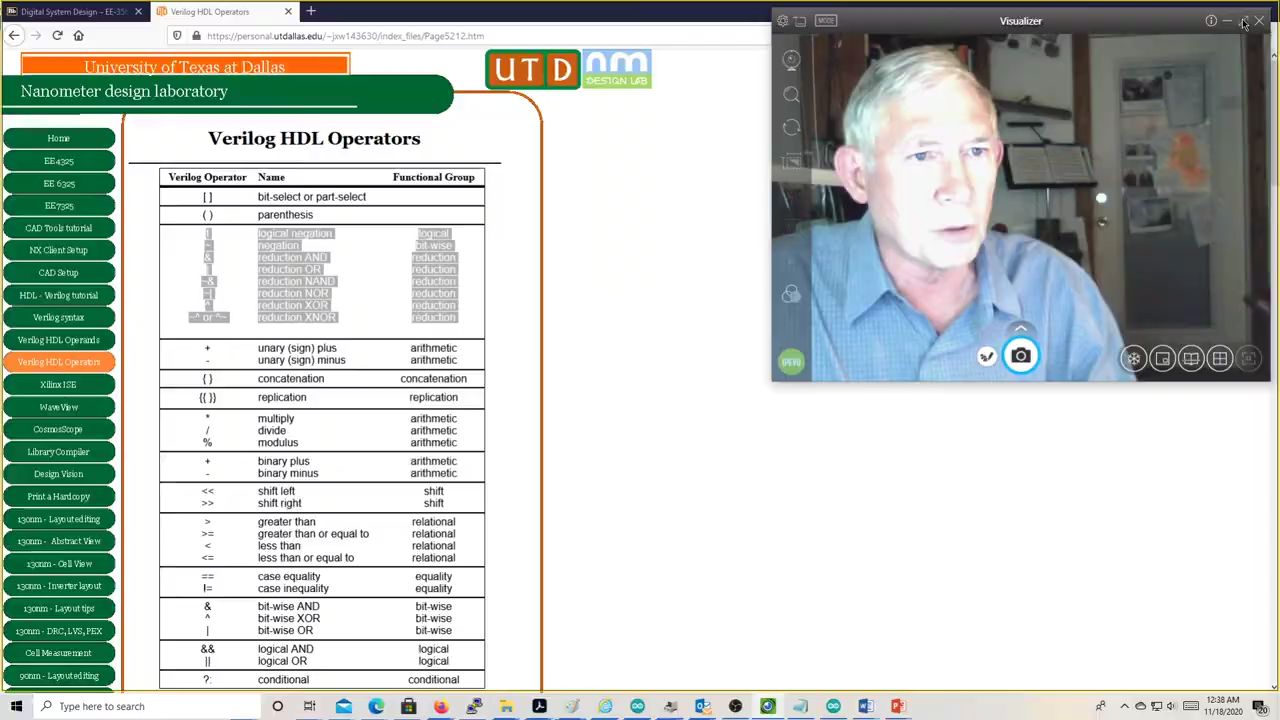 Digital System Design – EE-35
Verilog HDL Operators
https://personal.utdallas.edu/~jxw143630/index_files/Page5212.htm
MODE
Visualizer
University of Texas at Dallas
Nanometer design laboratory
UTD
nm
DESIGN LAB
Home
EE4325
EE 6325
EE7325
CAD Tools tutorial
NX Client Setup
CAD Setup
HDL - Verilog tutorial
Verilog syntax
Verilog HDL Operands
Verilog HDL Operators
Xilinx ISE
WaveView
CosmosScope
Library Compiler
Design Vision
Print a Hardcopy
130nm - Layout editing
130nm - Abstract View
130nm - Cell View
130nm - Inverter layout
130nm - Layout tips
130nm - DRC, LVS, PEX
Cell Measurement
90nm - Layout editing
Verilog HDL Operators
Verilog Operator Name Functional Group
[ ] bit-select or part-select
( ) parenthesis
! logical negation logical
~ negation bit-wise
& reduction AND reduction
| reduction OR reduction
~& reduction NAND reduction
~| reduction NOR reduction
^ reduction XOR reduction
~^ or ^~ reduction XNOR reduction
+ unary (sign) plus arithmetic
- unary (sign) minus arithmetic
{ } concatenation concatenation
{{ }} replication replication
* multiply arithmetic
/ divide arithmetic
% modulus arithmetic
+ binary plus arithmetic
- binary minus arithmetic
<< shift left shift
>> shift right shift
> greater than relational
>= greater than or equal to relational
< less than relational
<= less than or equal to relational
== case equality equality
!= case inequality equality
& bit-wise AND bit-wise
^ bit-wise XOR bit-wise
| bit-wise OR bit-wise
&& logical AND logical
|| logical OR logical
?: conditional conditional
IPEVO
Type here to search
12:38 AM
11/18/2020
20